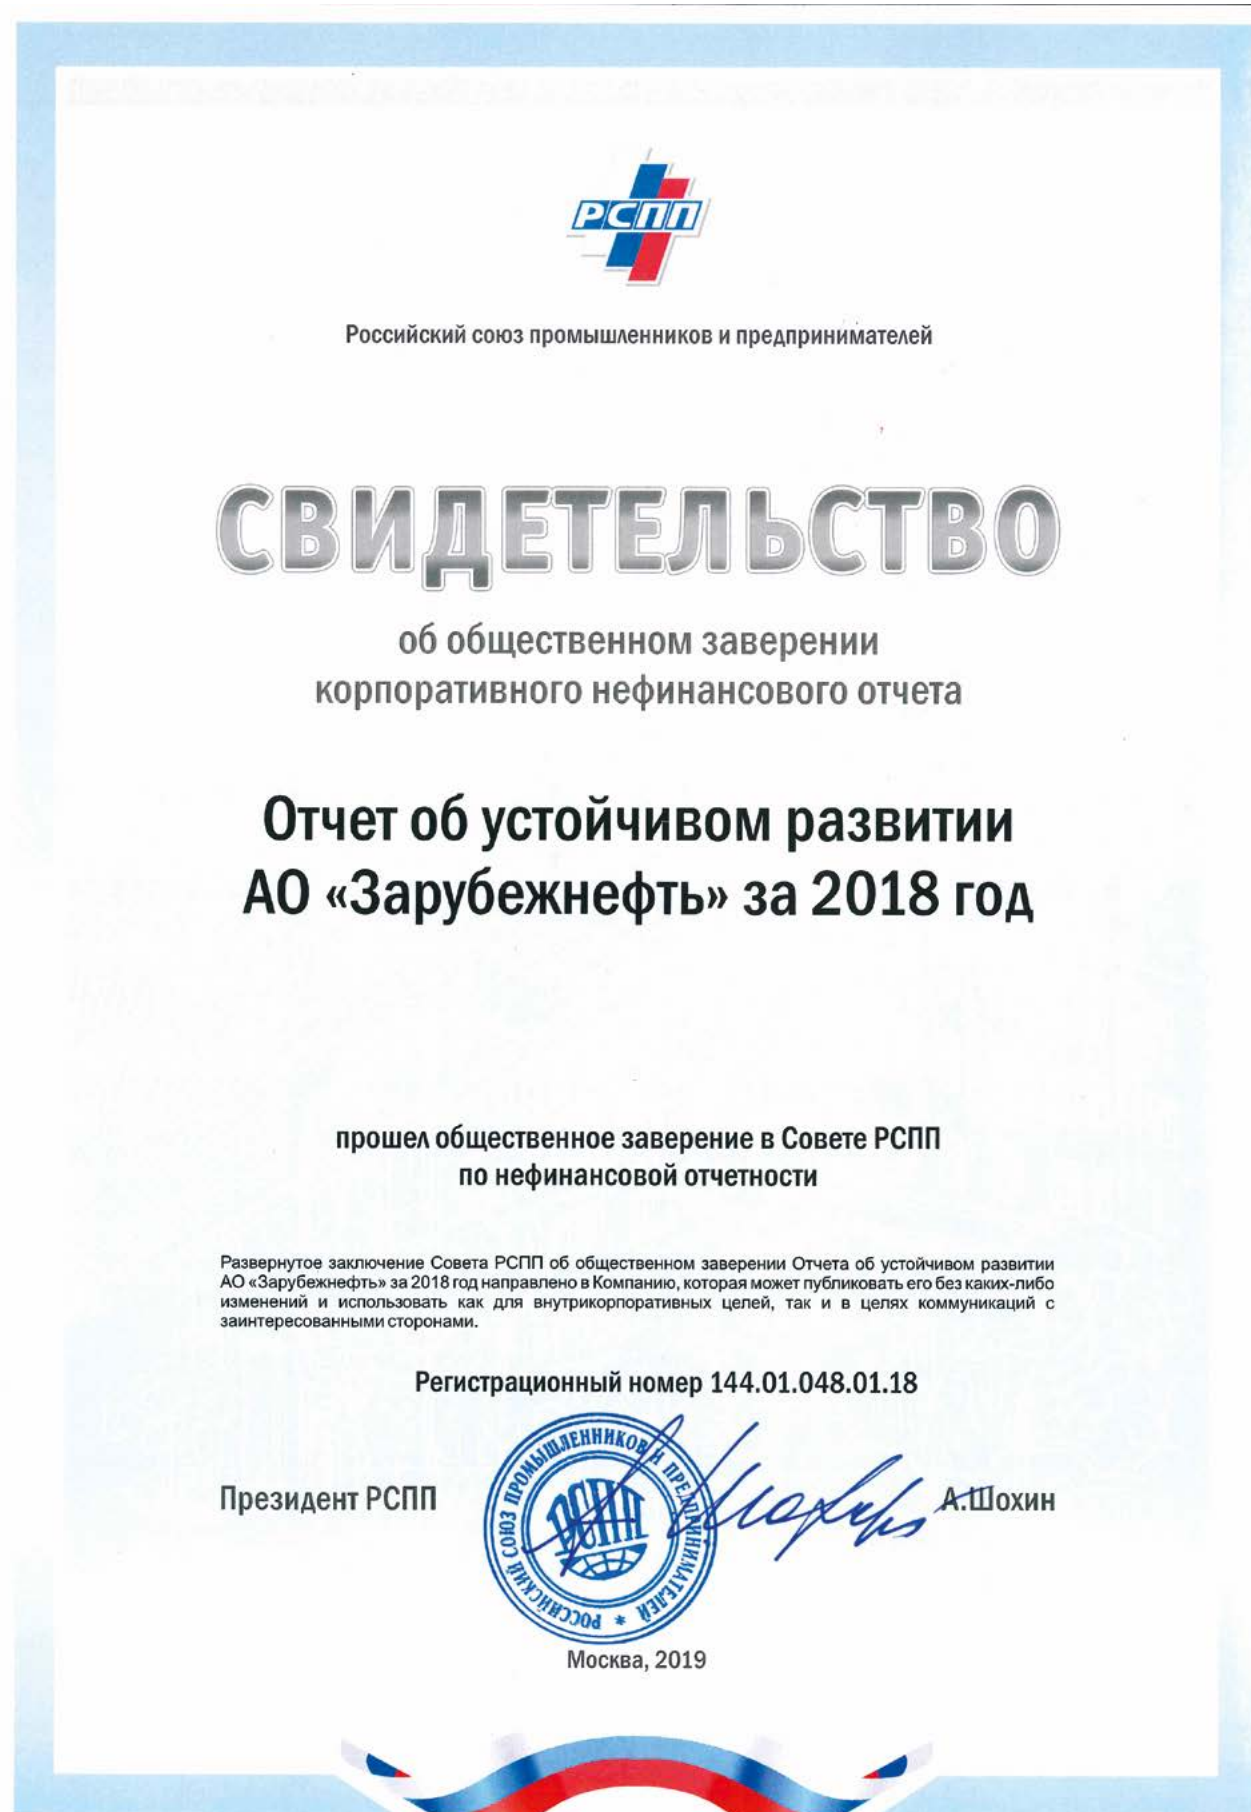 РСПП
Российский союз промышленников и предпринимателей
СВИДЕТЕЛЬСТВО
об общественном заверении
корпоративного нефинансового отчета
Отчет об устойчивом развитии
АО «Зарубежнефть» за 2018 год
прошел общественное заверение в Совете РСПП
по нефинансовой отчетности
Развернутое заключение Совета РСПП об общественном заверении Отчета об устойчивом развитии
АО «Зарубежнефть» за 2018 год направлено в Компанию, которая может публиковать его без каких-либо
изменений и использовать как для внутрикорпоративных целей, так и в целях коммуникаций с
заинтересованными сторонами.
Регистрационный номер 144.01.048.01.18
Президент РСПП
РОССИЙСКИЙ СОЮЗ ПРОМЫШЛЕННИКОВ И ПРЕДПРИНИМАТЕЛЕЙ *
РСПП
А.Шохин
Москва, 2019